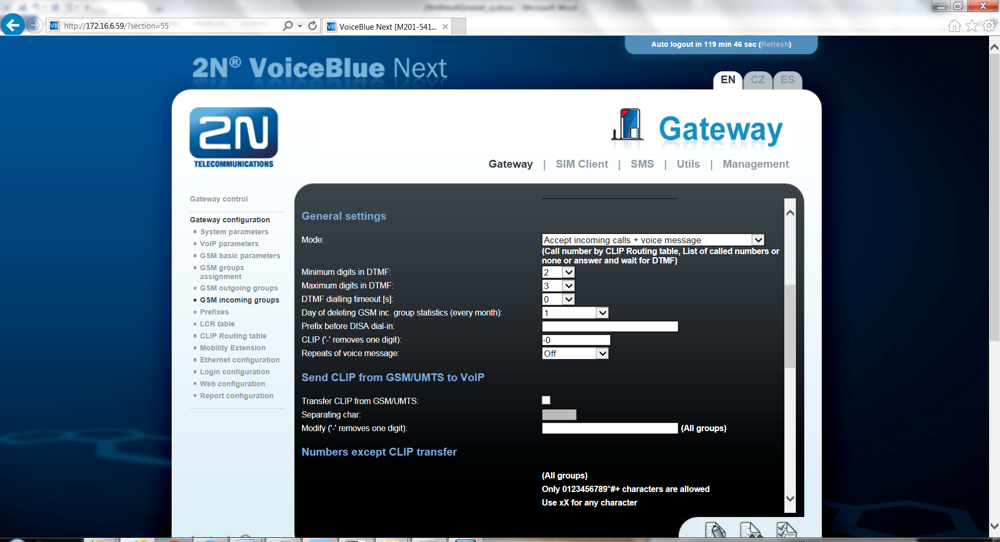 http://172.16.6.59/?section=55
VB
VoiceBlue Next [M201-541...
Auto logout in 119 min 46 sec (Refresh)
2N® VoiceBlue Next
EN
CZ
ES
2N
TELECOMMUNICATIONS
Gateway
Gateway | SIM Client | SMS | Utils | Management
Gateway control
Gateway configuration
System parameters
VoIP parameters
GSM basic parameters
GSM groups
assignment
GSM outgoing groups
GSM incoming groups
Prefixes
LCR table
CLIP Routing table
Mobility Extension
Ethernet configuration
Login configuration
Web configuration
Report configuration
General settings
Mode: Accept incoming calls + voice message
(Call number by CLIP Routing table, List of called numbers or
none or answer and wait for DTMF)
Minimum digits in DTMF: 2
Maximum digits in DTMF: 3
DTMF dialling timeout [s]: 0
Day of deleting GSM inc. group statistics (every month): 1
Prefix before DISA dial-in:
CLIP ('-' removes one digit): -0
Repeats of voice message: Off
Send CLIP from GSM/UMTS to VoIP
Transfer CLIP from GSM/UMTS:
Separating char:
Modify ('-' removes one digit): (All groups)
Numbers except CLIP transfer
(All groups)
Only 0123456789*#+ characters are allowed
Use xX for any character